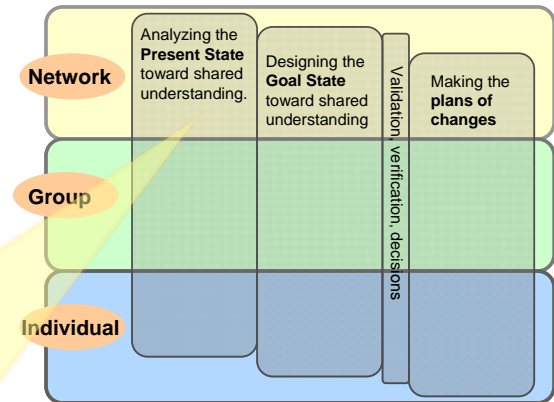 Network
Group
Individual
Analyzing the
Present State
toward shared
understanding.
Designing the
Goal State
toward shared
understanding
Validation, verification, decisions
Making the
plans of
changes